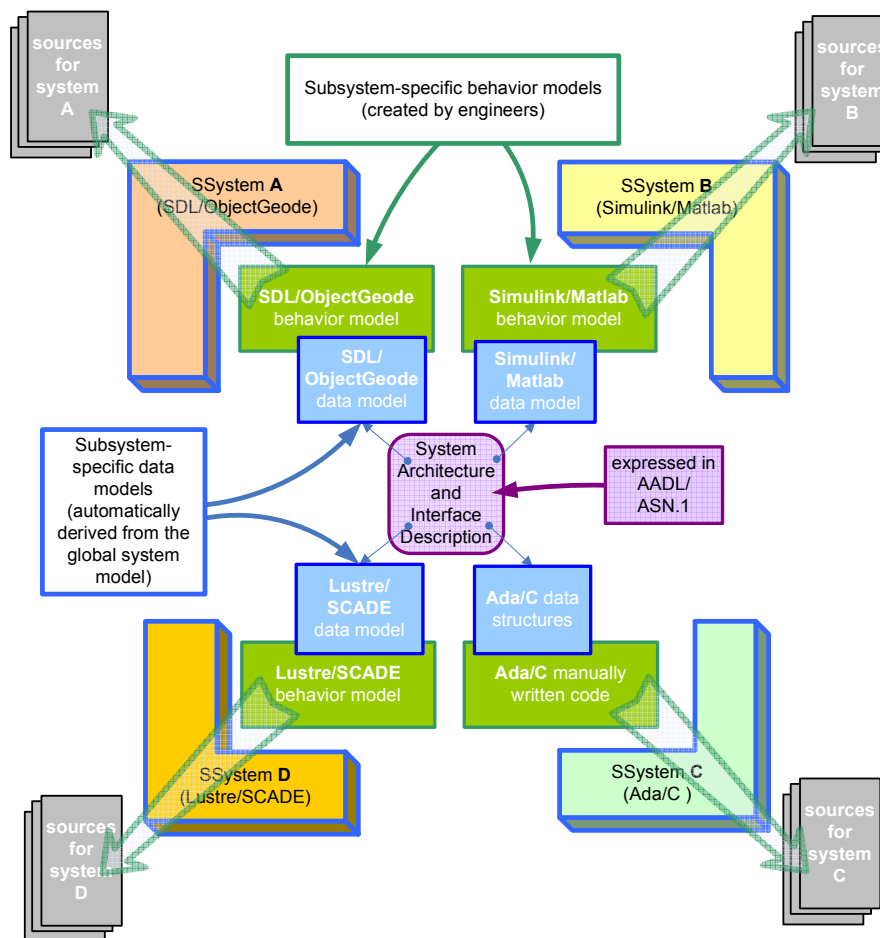 sources
for
system
A
Subsystem-specific behavior models
(created by engineers)
sources
for
system
B
SSystem A
(SDL/ObjectGeode)
SSystem B
(Simulink/Matlab)
SDL/ObjectGeode
behavior model
Simulink/Matlab
behavior model
SDL/
ObjectGeode
data model
Simulink/
Matlab
data model
Subsystem-
specific data
models
(automatically
derived from the
global system
model)
System
Architecture
and
Interface
Description
expressed in
AADL/
ASN.1
Lustre/
SCADE
data model
Ada/C data
structures
Lustre/SCADE
behavior model
Ada/C manually
written code
SSystem D
(Lustre/SCADE)
SSystem C
(Ada/C )
sources
for
system
D
sources
for
system
C